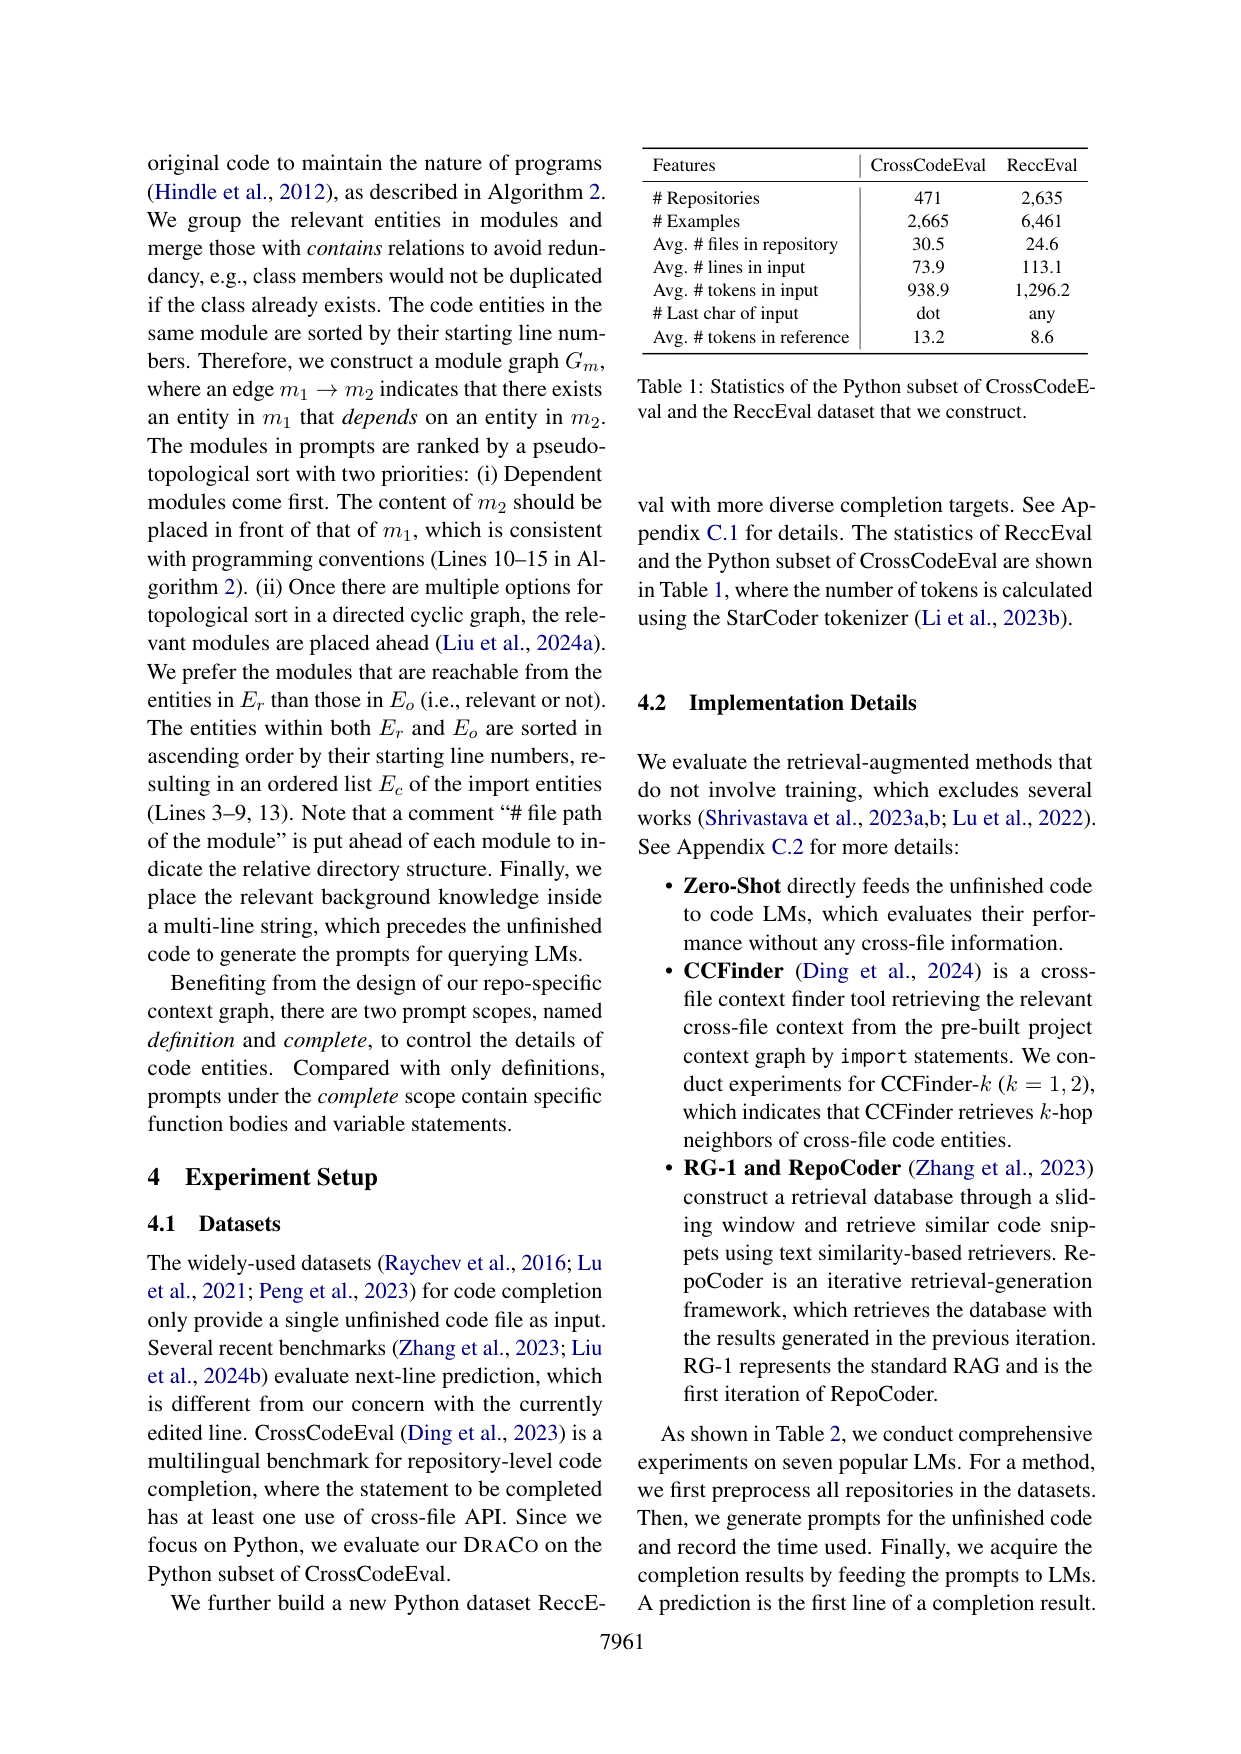 original code to maintain the nature of programs
(Hindle et al., 2012), as described in Algorithm 2.
We group the relevant entities in modules and
merge those with contains relations to avoid redun-
dancy, e.g., class members would not be duplicated
if the class already exists. The code entities in the
same module are sorted by their starting line num-
bers. Therefore, we construct a module graph Gm,
where an edge m1 → m2 indicates that there exists
an entity in m1 that depends on an entity in m2.
The modules in prompts are ranked by a pseudo-
topological sort with two priorities: (i) Dependent
modules come first. The content of m2 should be
placed in front of that of m1, which is consistent
with programming conventions (Lines 10–15 in Al-
gorithm 2). (ii) Once there are multiple options for
topological sort in a directed cyclic graph, the rele-
vant modules are placed ahead (Liu et al., 2024a).
We prefer the modules that are reachable from the
entities in Er than those in Eo (i.e., relevant or not).
The entities within both Er and Eo are sorted in
ascending order by their starting line numbers, re-
sulting in an ordered list Ec of the import entities
(Lines 3–9, 13). Note that a comment “# file path
of the module” is put ahead of each module to in-
dicate the relative directory structure. Finally, we
place the relevant background knowledge inside
a multi-line string, which precedes the unfinished
code to generate the prompts for querying LMs.
Benefiting from the design of our repo-specific
context graph, there are two prompt scopes, named
definition and complete, to control the details of
code entities. Compared with only definitions,
prompts under the complete scope contain specific
function bodies and variable statements.
4 Experiment Setup
4.1 Datasets
The widely-used datasets (Raychev et al., 2016; Lu
et al., 2021; Peng et al., 2023) for code completion
only provide a single unfinished code file as input.
Several recent benchmarks (Zhang et al., 2023; Liu
et al., 2024b) evaluate next-line prediction, which
is different from our concern with the currently
edited line. CrossCodeEval (Ding et al., 2023) is a
multilingual benchmark for repository-level code
completion, where the statement to be completed
has at least one use of cross-file API. Since we
focus on Python, we evaluate our DRACO on the
Python subset of CrossCodeEval.
We further build a new Python dataset ReccE-
Features CrossCodeEval ReccEval
# Repositories 471 2,635
# Examples 2,665 6,461
Avg. # files in repository 30.5 24.6
Avg. # lines in input 73.9 113.1
Avg. # tokens in input 938.9 1,296.2
# Last char of input dot any
Avg. # tokens in reference 13.2 8.6
Table 1: Statistics of the Python subset of CrossCodeE-
val and the ReccEval dataset that we construct.
val with more diverse completion targets. See Ap-
pendix C.1 for details. The statistics of ReccEval
and the Python subset of CrossCodeEval are shown
in Table 1, where the number of tokens is calculated
using the StarCoder tokenizer (Li et al., 2023b).
4.2 Implementation Details
We evaluate the retrieval-augmented methods that
do not involve training, which excludes several
works (Shrivastava et al., 2023a,b; Lu et al., 2022).
See Appendix C.2 for more details:
• Zero-Shot directly feeds the unfinished code
to code LMs, which evaluates their perfor-
mance without any cross-file information.
• CCFinder (Ding et al., 2024) is a cross-
file context finder tool retrieving the relevant
cross-file context from the pre-built project
context graph by import statements. We con-
duct experiments for CCFinder-k (k = 1, 2),
which indicates that CCFinder retrieves k-hop
neighbors of cross-file code entities.
• RG-1 and RepoCoder (Zhang et al., 2023)
construct a retrieval database through a slid-
ing window and retrieve similar code snip-
pets using text similarity-based retrievers. Re-
poCoder is an iterative retrieval-generation
framework, which retrieves the database with
the results generated in the previous iteration.
RG-1 represents the standard RAG and is the
first iteration of RepoCoder.
As shown in Table 2, we conduct comprehensive
experiments on seven popular LMs. For a method,
we first preprocess all repositories in the datasets.
Then, we generate prompts for the unfinished code
and record the time used. Finally, we acquire the
completion results by feeding the prompts to LMs.
A prediction is the first line of a completion result.
7961